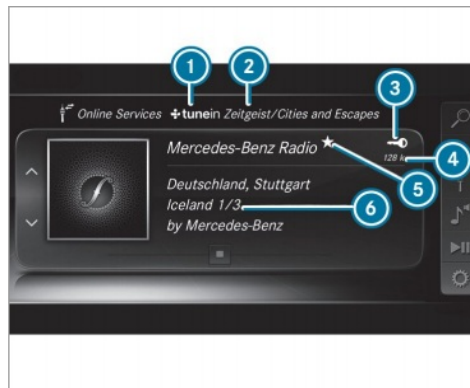 1 2 3
Online Services tunein Zeitgeist/Cities and Escapes
Mercedes-Benz Radio
128 k 4
5
Deutschland, Stuttgart
Iceland 1/3 6
by Mercedes-Benz